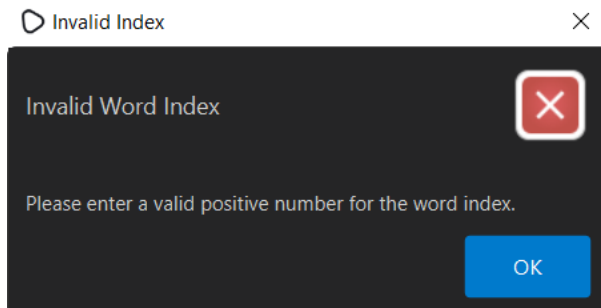 Invalid Index
Invalid Word Index
Please enter a valid positive number for the word index.
OK